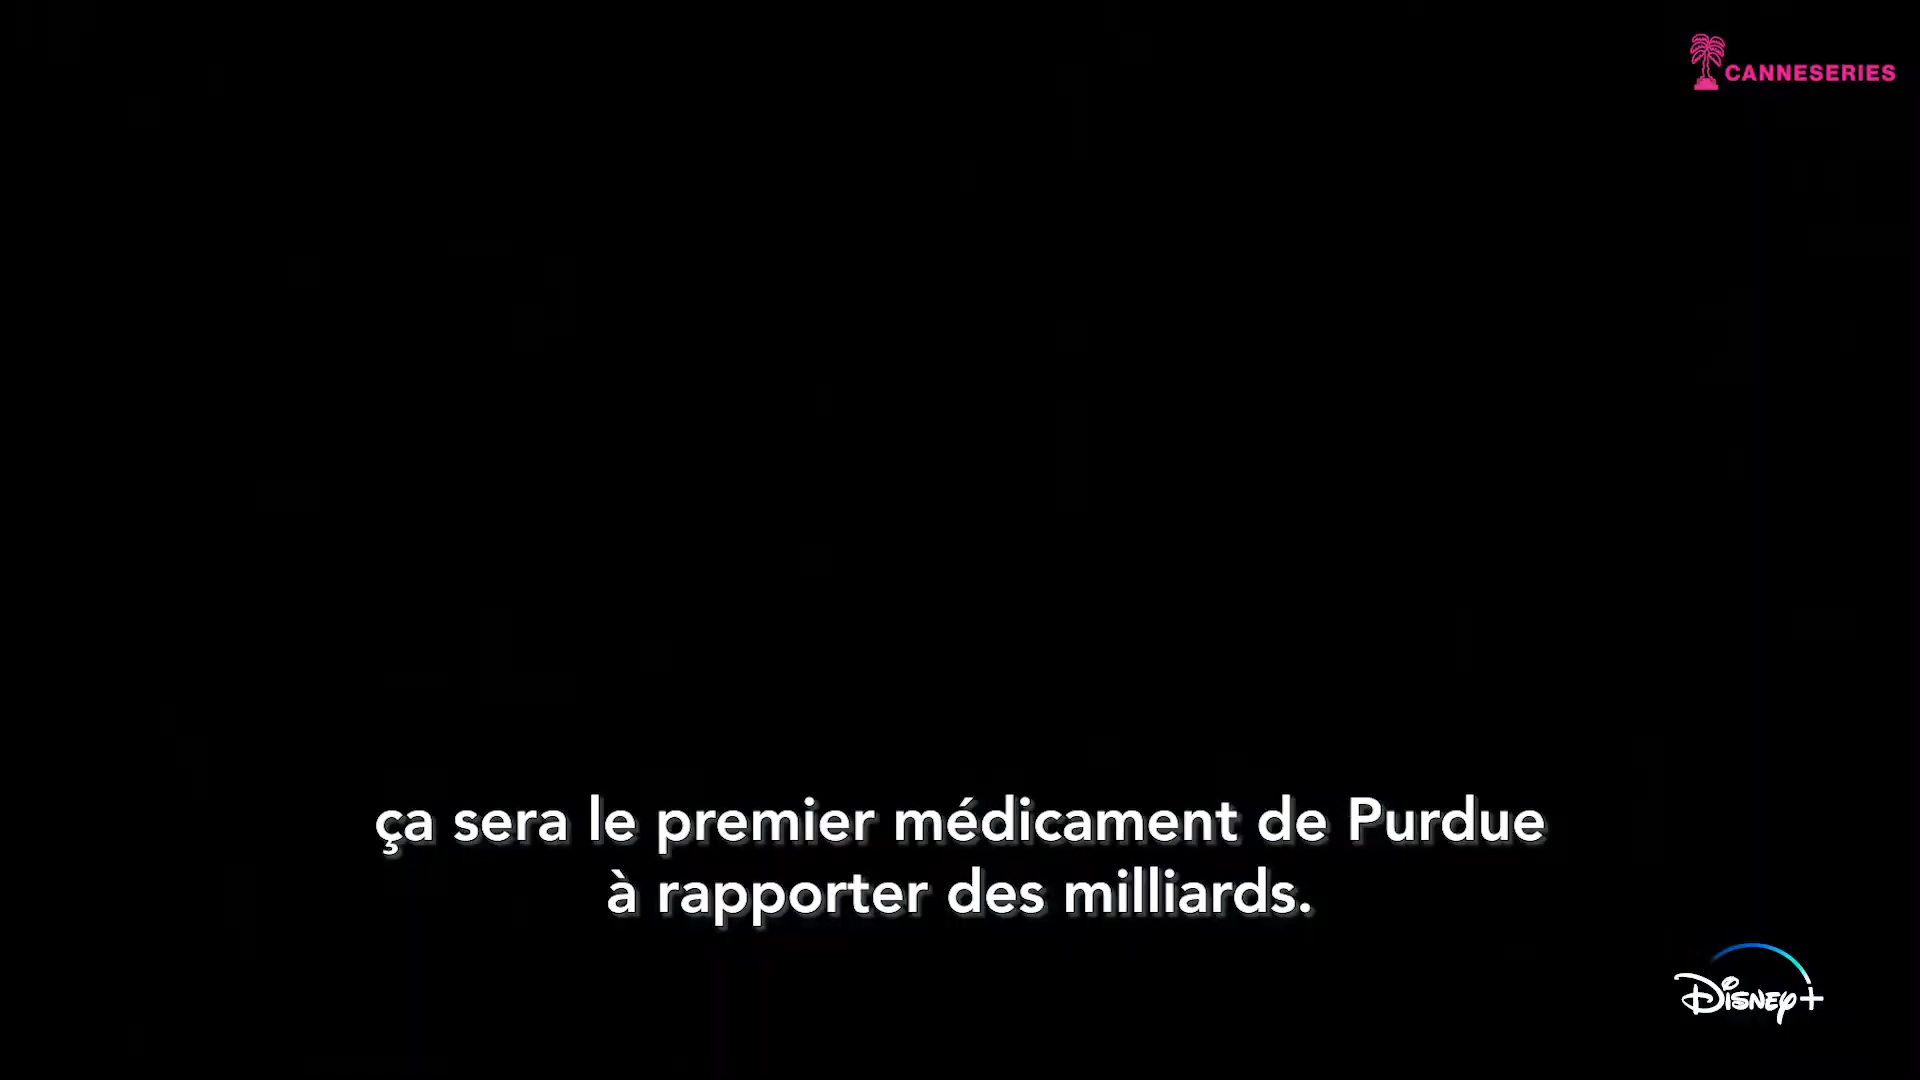 CANNESERIES
ça sera le premier médicament de Purdue
à rapporter des milliards.
Disney+